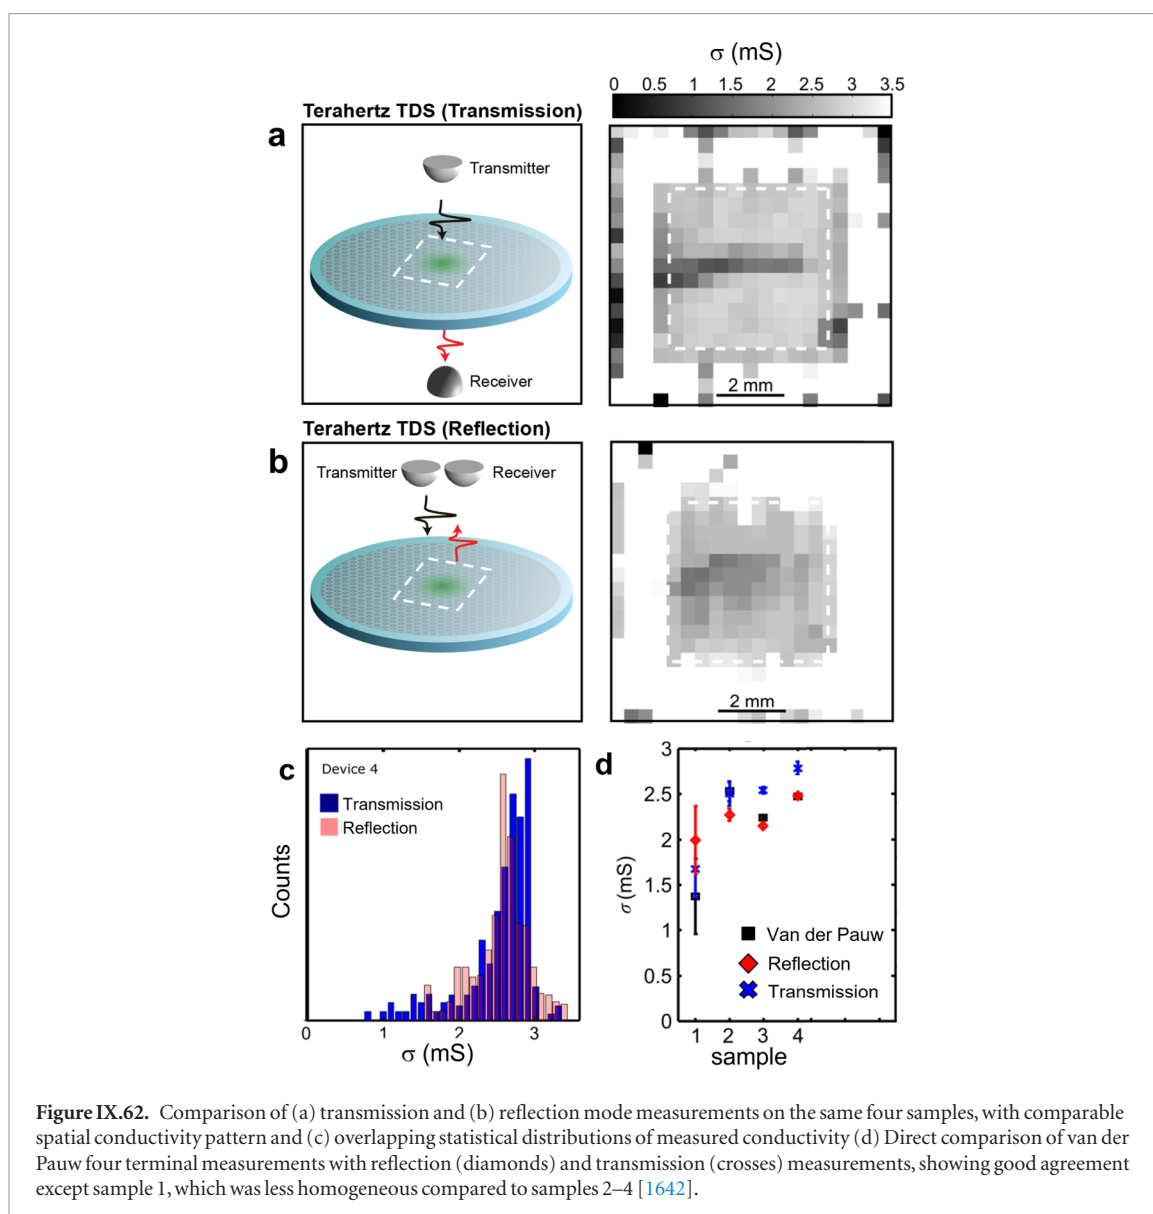 σ (mS)
0 0.5 1 1.5 2 2.5 3 3.5
Terahertz TDS (Transmission)
a
Transmitter
Receiver
2 mm
Terahertz TDS (Reflection)
b
Transmitter Receiver
2 mm
c
Device 4
Transmission
Reflection
Counts
0 1 2 3
σ (mS)
d
3
2.5
2
1.5
1
0.5
0
σ (mS)
Van der Pauw
Reflection
Transmission
1 2 3 4
sample
Figure IX.62. Comparison of (a) transmission and (b) reflection mode measurements on the same four samples, with comparable
spatial conductivity pattern and (c) overlapping statistical distributions of measured conductivity (d) Direct comparison of van der
Pauw four terminal measurements with reflection (diamonds) and transmission (crosses) measurements, showing good agreement
except sample 1, which was less homogeneous compared to samples 2–4 [1642].